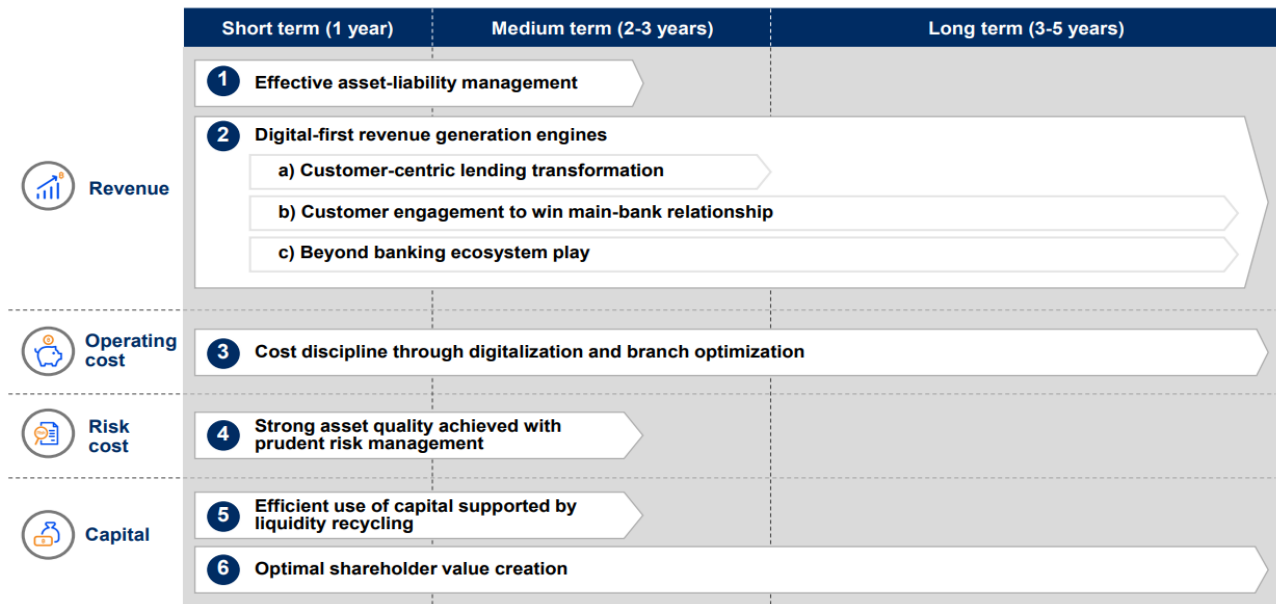 Short term (1 year)
Medium term (2-3 years)
Long term (3-5 years)
Revenue
1
Effective asset-liability management
2
Digital-first revenue generation engines
a) Customer-centric lending transformation
b) Customer engagement to win main-bank relationship
c) Beyond banking ecosystem play
Operating
cost
3
Cost discipline through digitalization and branch optimization
Risk
cost
4
Strong asset quality achieved with
prudent risk management
Capital
5
Efficient use of capital supported by
liquidity recycling
6
Optimal shareholder value creation